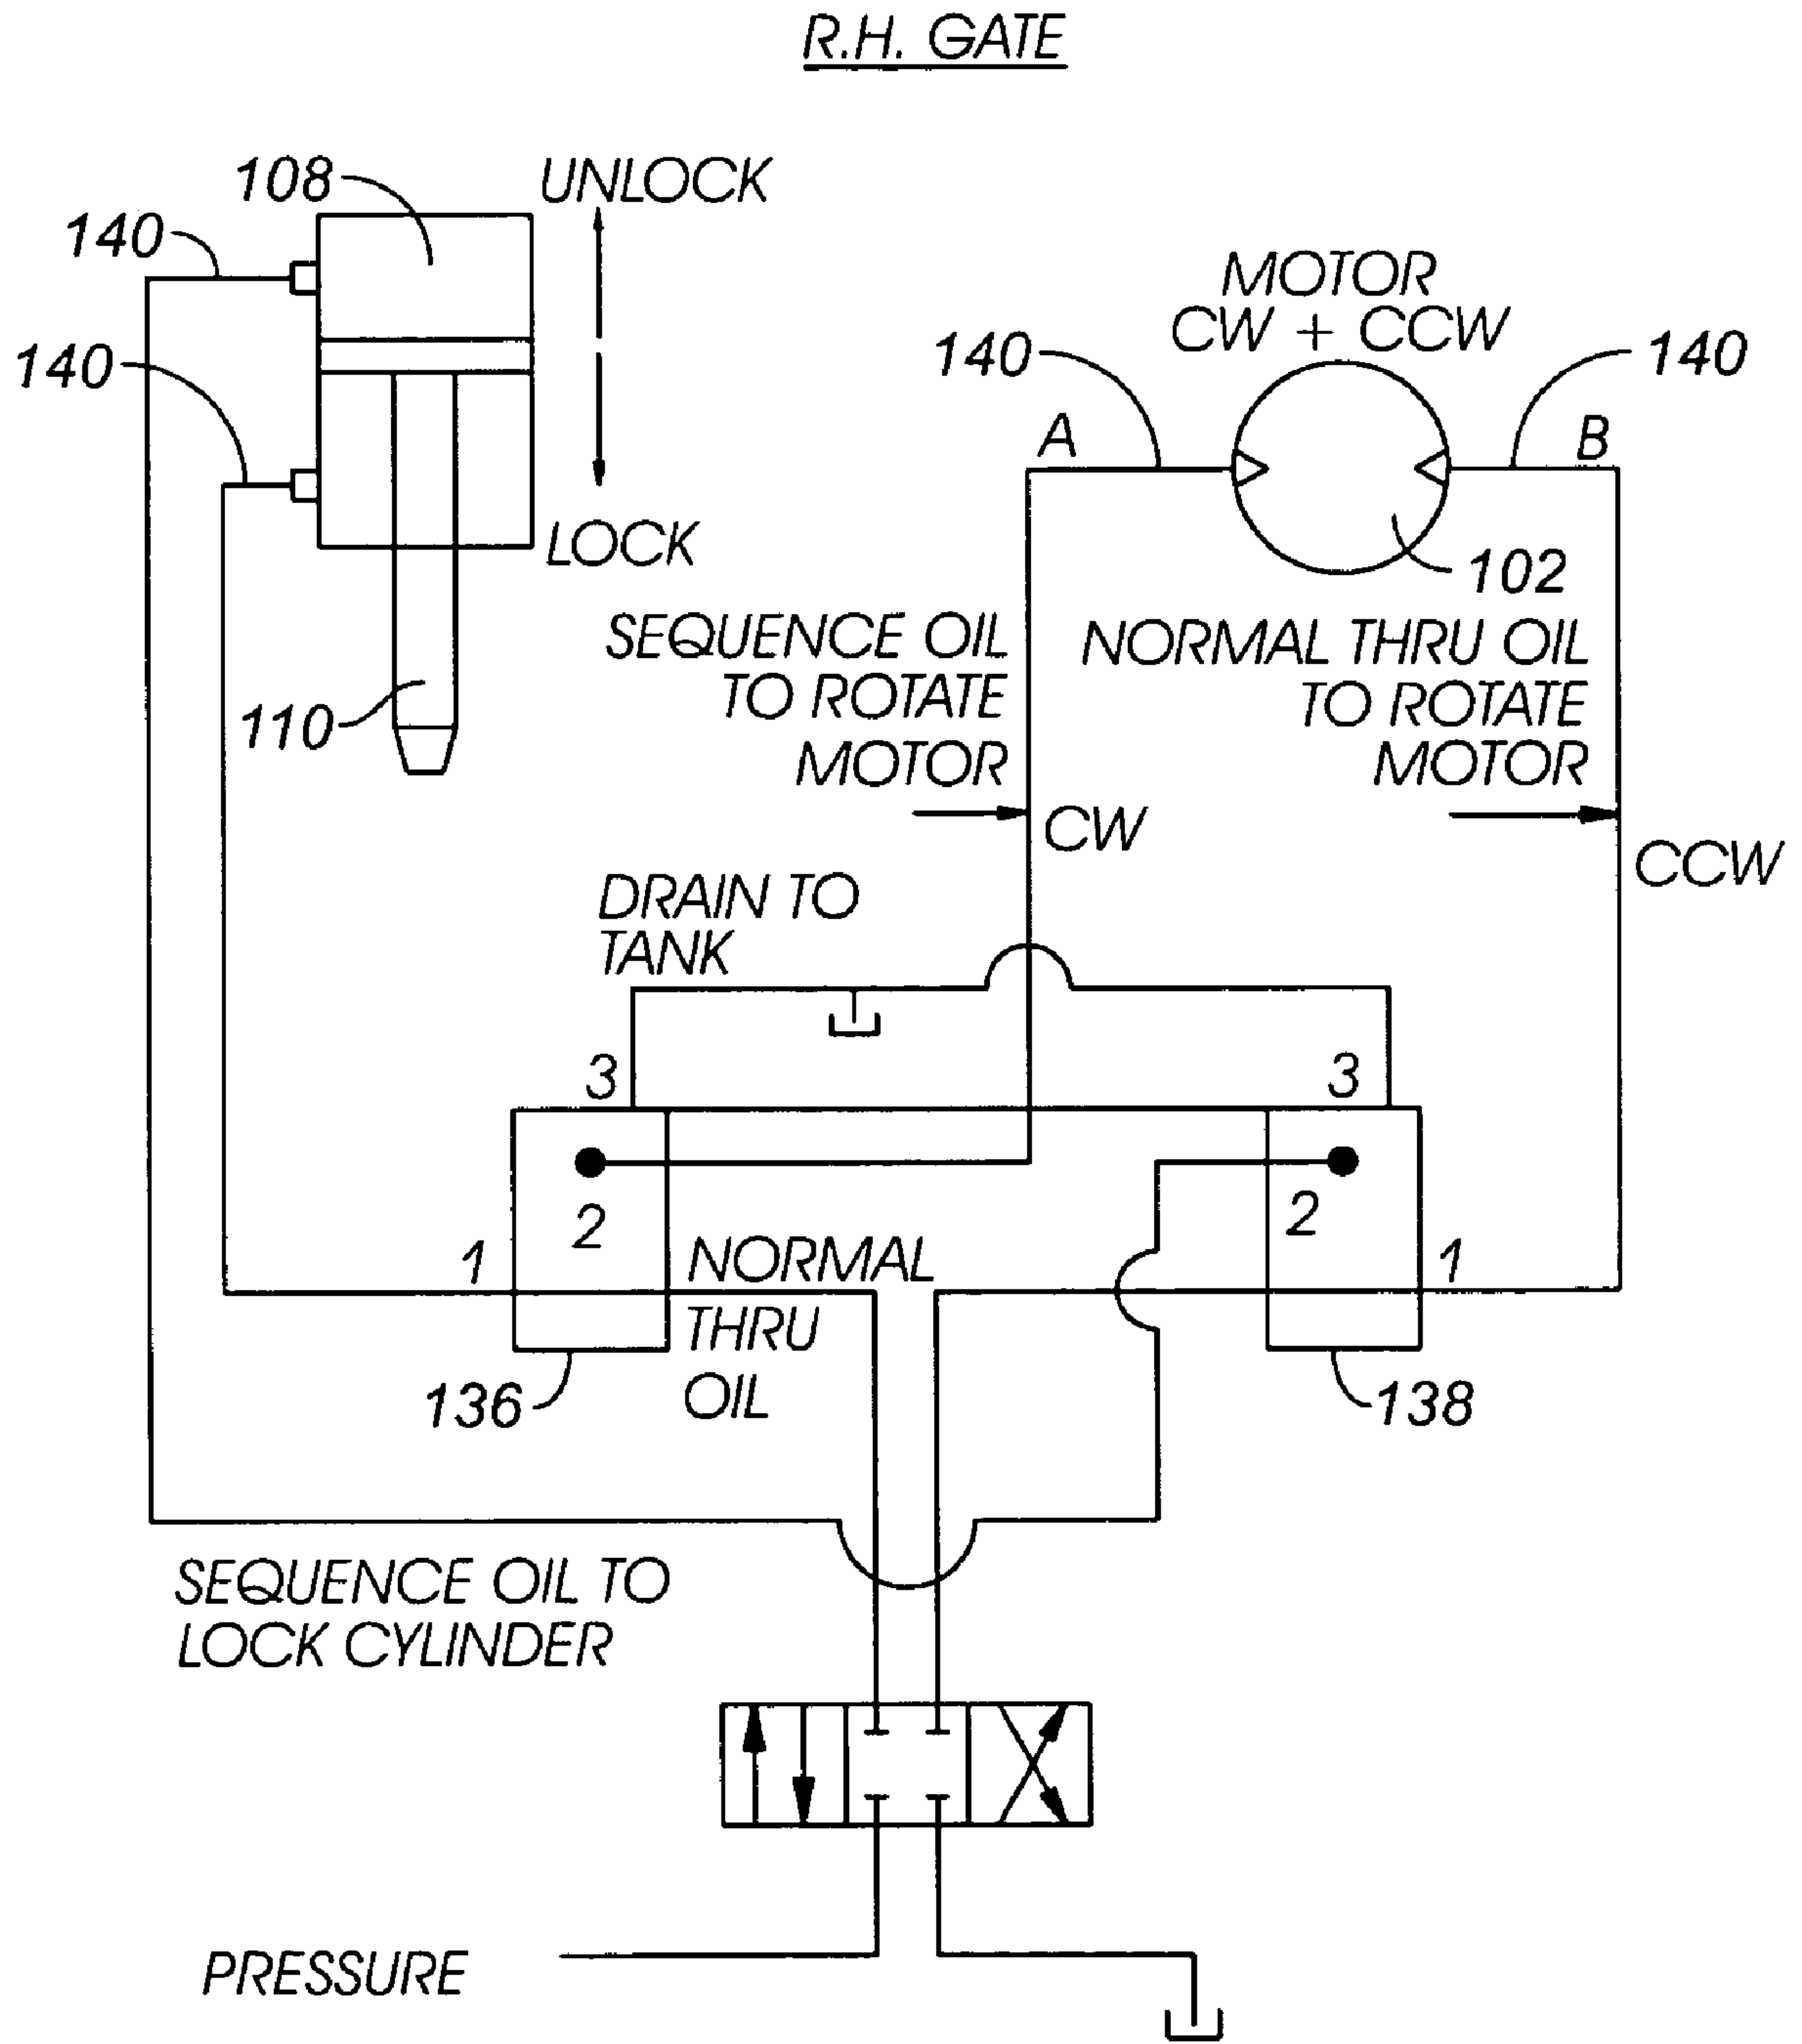 R.H. GATE
108
UNLOCK
140
140
LOCK
110
MOTOR
CW + CCW
140
140
A
B
102
SEQUENCE OIL
TO ROTATE
MOTOR
CW
NORMAL THRU OIL
TO ROTATE
MOTOR
CCW
DRAIN TO
TANK
3
3
2
2
1
NORMAL
THRU
OIL
1
136
138
SEQUENCE OIL TO
LOCK CYLINDER
PRESSURE